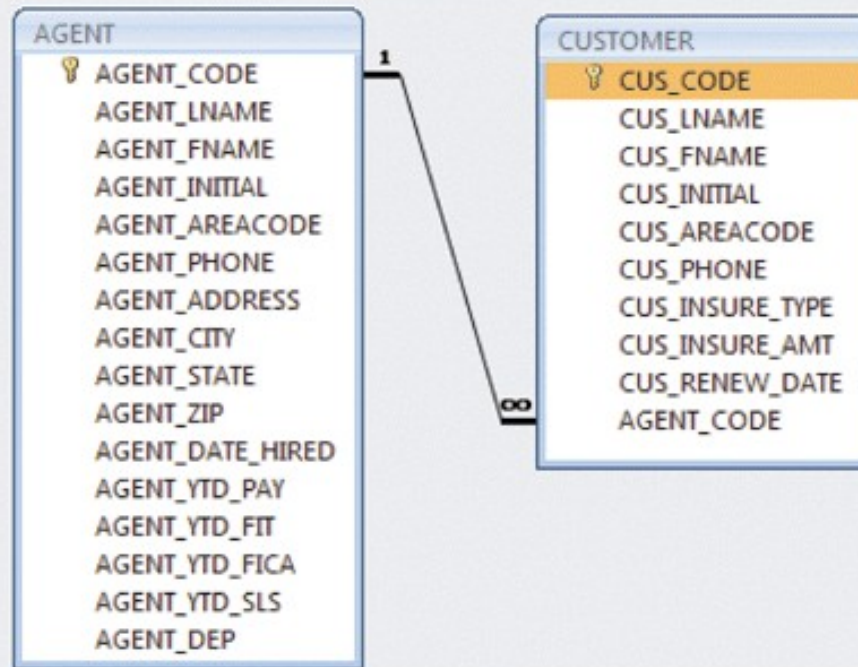 AGENT
AGENT_CODE
AGENT_LNAME
AGENT_FNAME
AGENT_INITIAL
AGENT_AREACODE
AGENT_PHONE
AGENT_ADDRESS
AGENT_CITY
AGENT_STATE
AGENT_ZIP
AGENT_DATE_HIRED
AGENT_YTD_PAY
AGENT_YTD_FIT
AGENT_YTD_FICA
AGENT_YTD_SLS
AGENT_DEP
1
∞
CUSTOMER
CUS_CODE
CUS_LNAME
CUS_FNAME
CUS_INITIAL
CUS_AREACODE
CUS_PHONE
CUS_INSURE_TYPE
CUS_INSURE_AMT
CUS_RENEW_DATE
AGENT_CODE